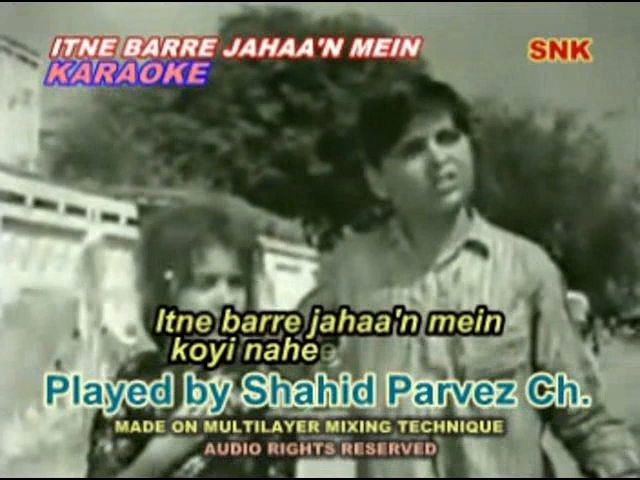 ITNE BARRE JAHAA'N MEIN
KARAOKE
SNK
Itne barre jahaa'n mein
koyi nahee
Played by Shahid Parvez Ch.
MADE ON MULTILAYER MIXING TECHNIQUE
AUDIO RIGHTS RESERVED